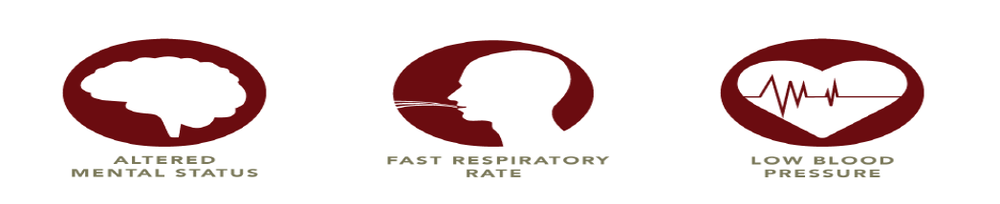 ALTERED
MENTAL STATUS
FAST RESPIRATORY
RATE
LOW BLOOD
PRESSURE